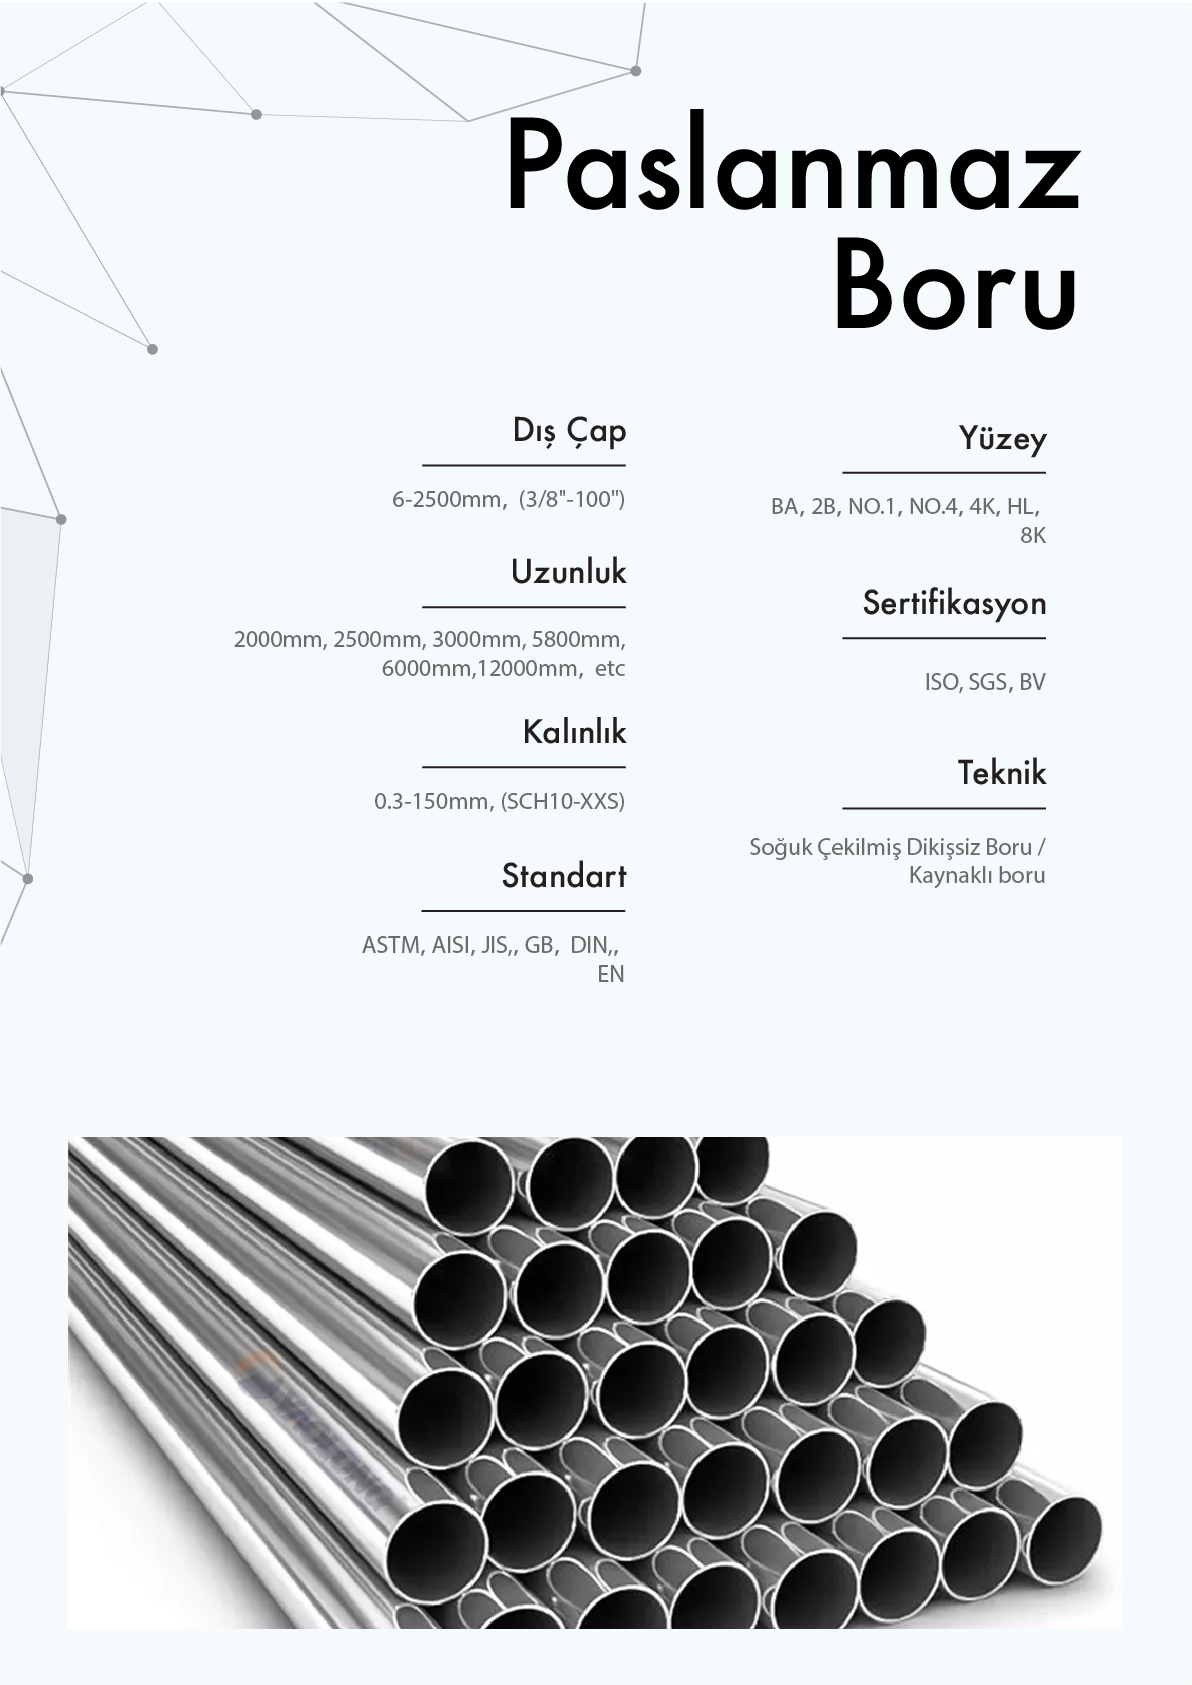 Paslanmaz
Boru
Dış Çap
6-2500mm,  (3/8"-100")
Uzunluk
2000mm, 2500mm, 3000mm, 5800mm,
6000mm,12000mm,  etc
Kalınlık
0.3-150mm, (SCH10-XXS)
Standart
ASTM, AISI, JIS,, GB,  DIN,,
EN
Yüzey
BA, 2B, NO.1, NO.4, 4K, HL,
8K
Sertifikasyon
ISO, SGS, BV
Teknik
Soğuk Çekilmiş Dikişsiz Boru /
Kaynaklı boru